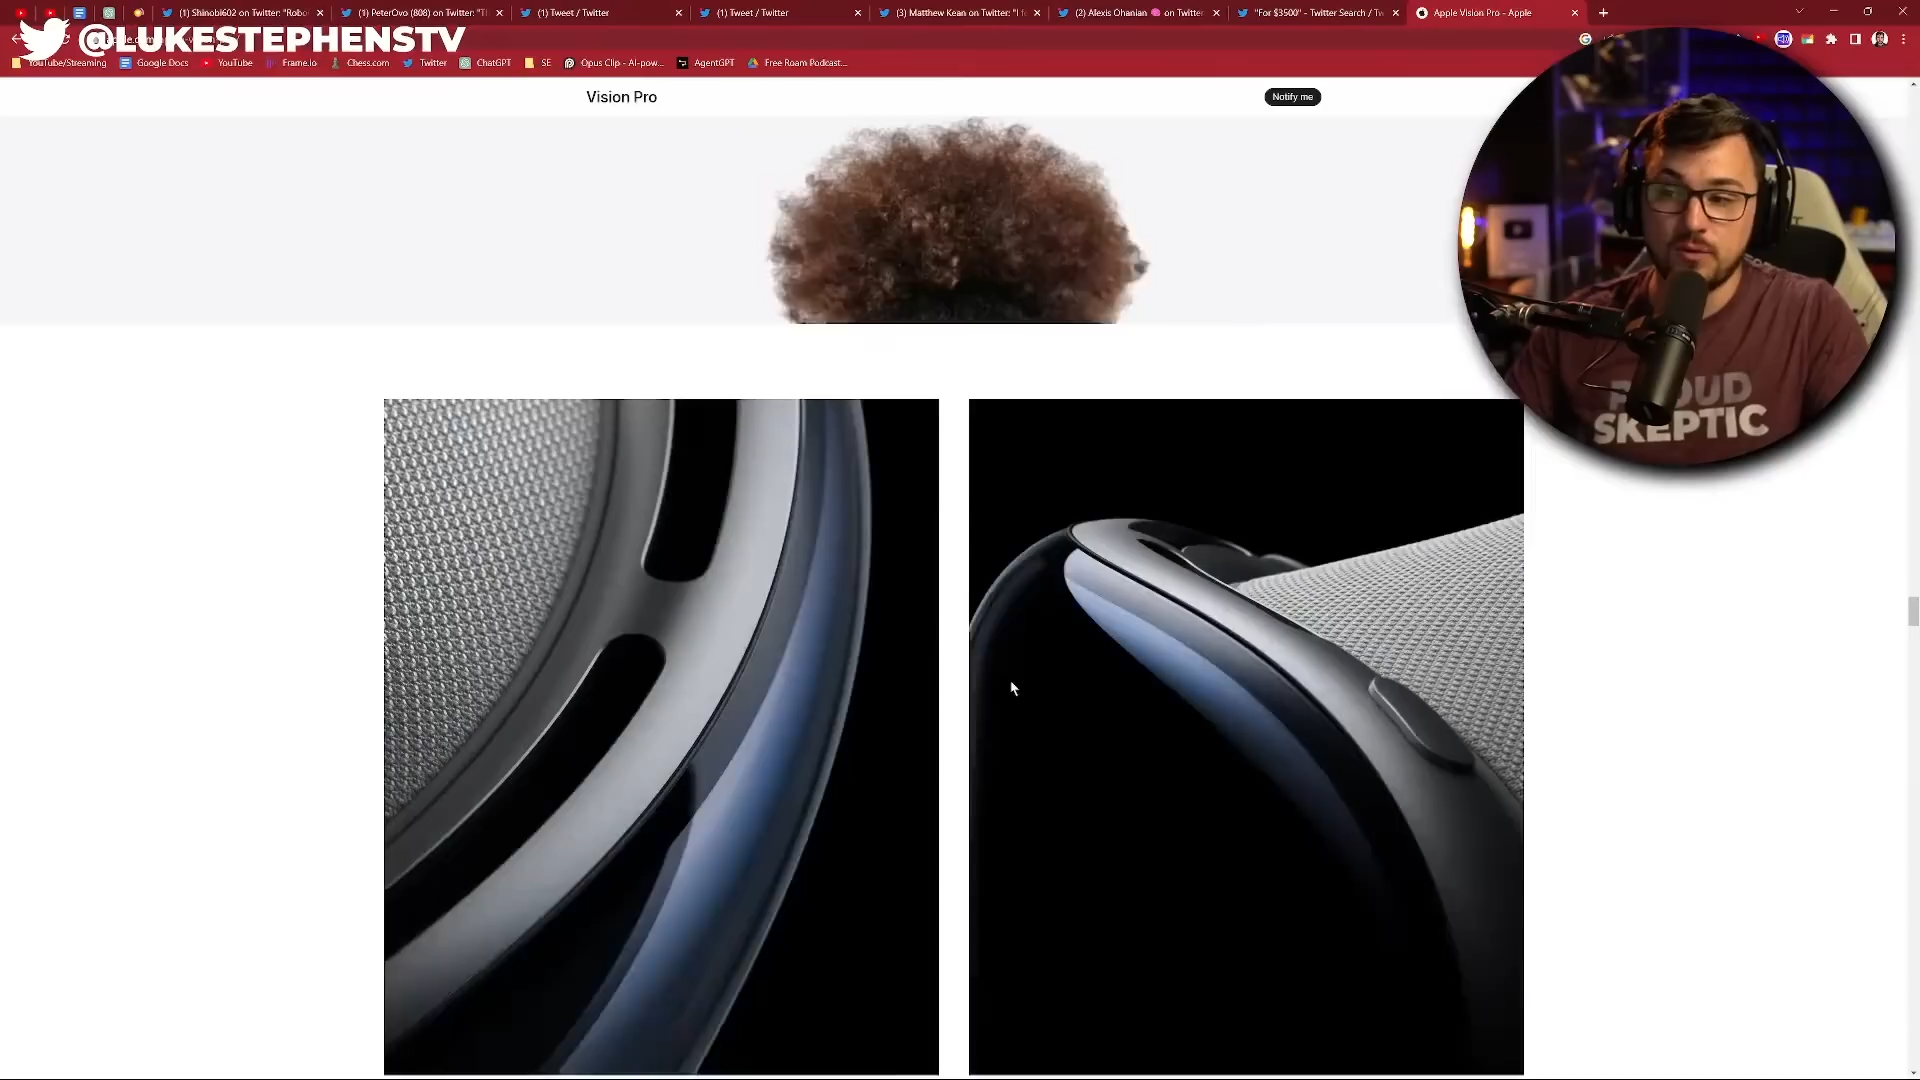 (1) Shinobi602 on Twitter: "Robo
(1) PeterOvo (808) on Twitter: "Ti
(1) Tweet / Twitter
(1) Tweet / Twitter
(3) Matthew Kean on Twitter: "I f
(2) Alexis Ohanian on Twitte
"For $3500" - Twitter Search / Tw
Apple Vision Pro - Apple
@LUKESTEPHENSTV
YouTube/Streaming
Google Docs
YouTube
Frame.io
Chess.com
Twitter
ChatGPT
SE
Opus Clip - AI-pow...
AgentGPT
Free Roam Podcast...
Vision Pro
Notify me
PROUD
SKEPTIC